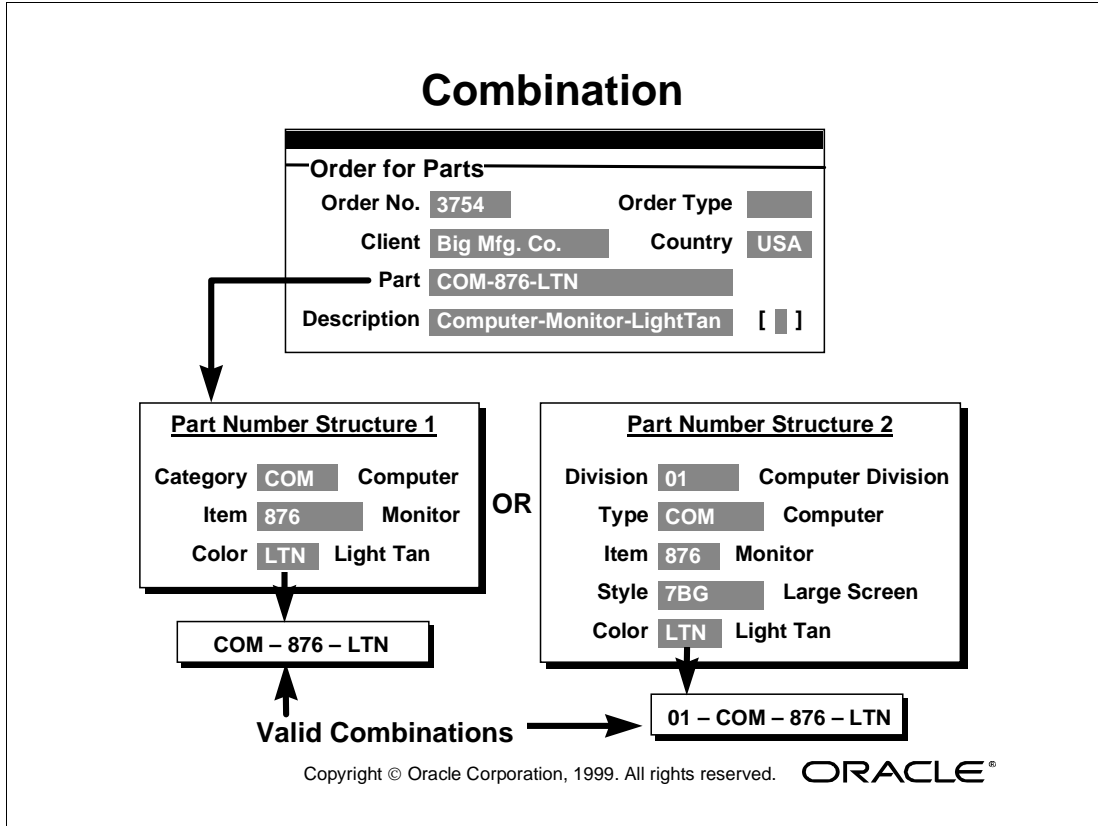 Combination
Order for Parts
Order No. 3754 Order Type
Client Big Mfg. Co. Country USA
Part COM-876-LTN
Description Computer-Monitor-LightTan [ ]
Part Number Structure 1
Category COM Computer
Item 876 Monitor
Color LTN Light Tan
COM – 876 – LTN
OR
Part Number Structure 2
Division 01 Computer Division
Type COM Computer
Item 876 Monitor
Style 7BG Large Screen
Color LTN Light Tan
01 – COM – 876 – LTN
Valid Combinations
Copyright © Oracle Corporation, 1999. All rights reserved. ORACLE®